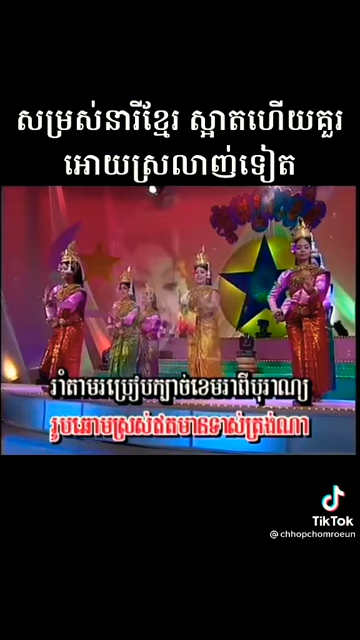 សម្រស់នារីខ្មែរ ស្អាតហើយគួរ
អោយស្រលាញ់ទៀត
រាំតាមរបៀបក្បាច់ខេមរាពីបុរាណ្យ
រូបឆោមស្រស់ឥតមានទាស់ត្រង់ណា
TikTok
@chhopchomroeun